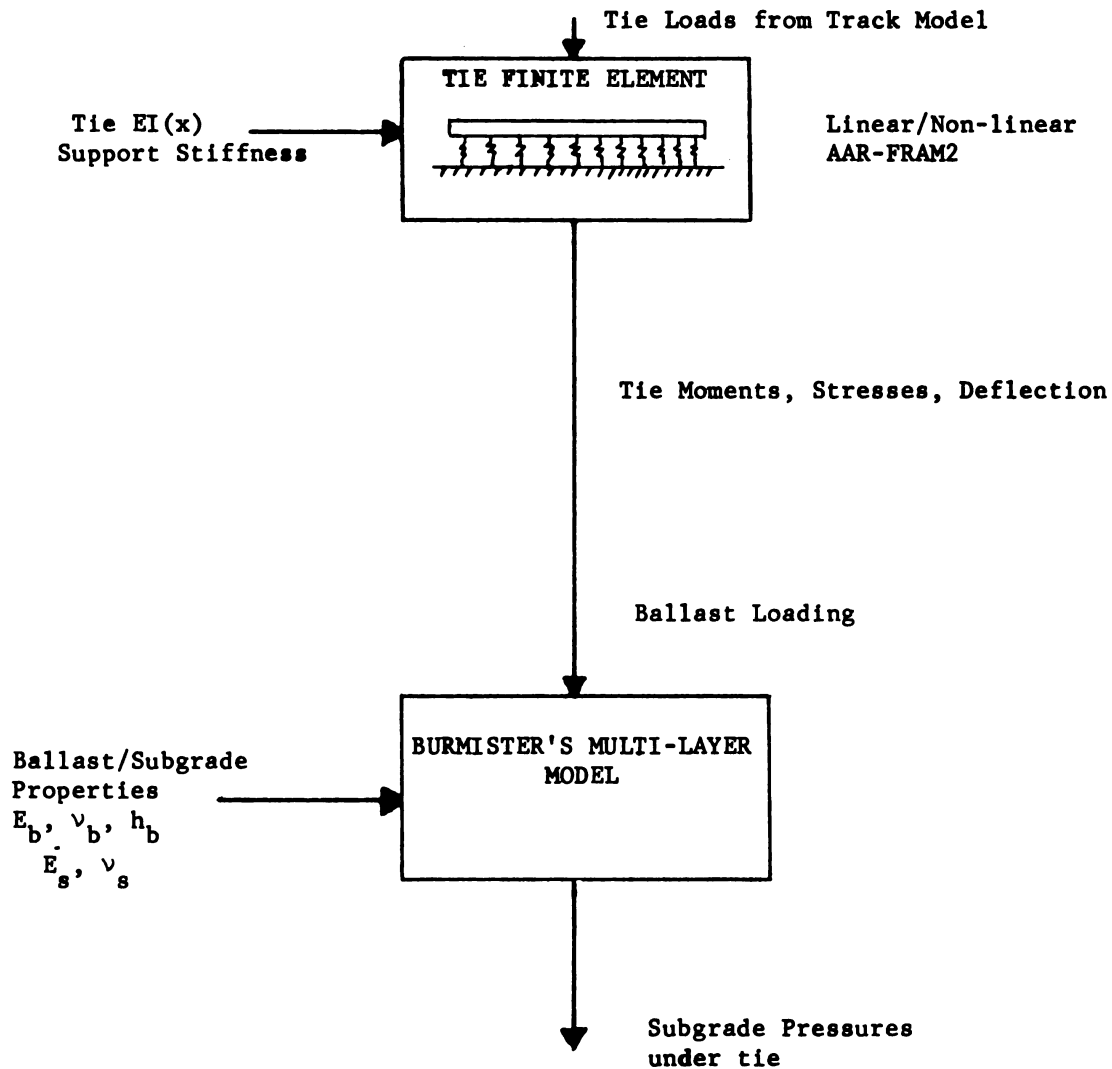 Tie Loads from Track Model
TIE FINITE ELEMENT
Tie EI(x)
Support Stiffness
Linear/Non-linear
AAR-FRAM2
Tie Moments, Stresses, Deflection
Ballast Loading
BURMISTER'S MULTI-LAYER
MODEL
Ballast/Subgrade
Properties
E_b, ν_b, h_b
E_s, ν_s
Subgrade Pressures
under tie